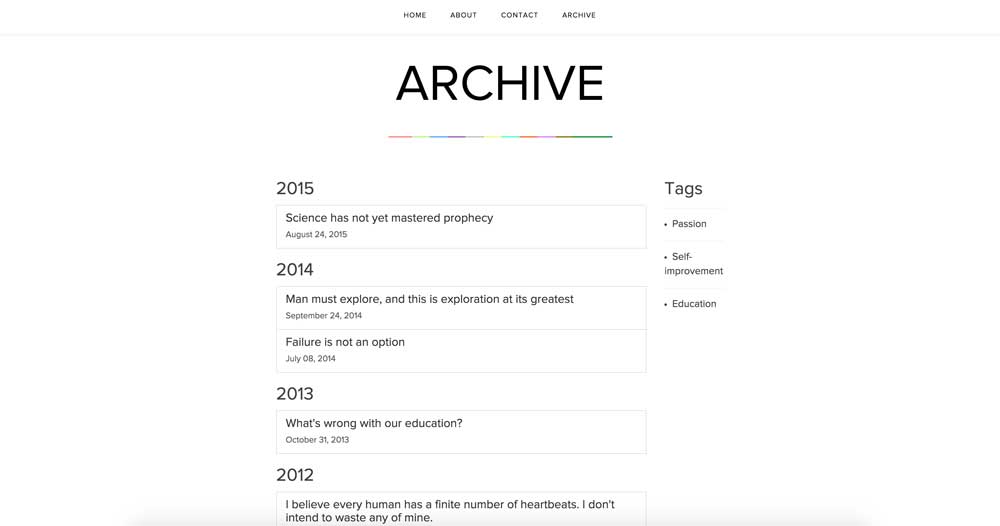 HOME ABOUT CONTACT ARCHIVE
ARCHIVE
2015
Science has not yet mastered prophecy
August 24, 2015
2014
Man must explore, and this is exploration at its greatest
September 24, 2014
Failure is not an option
July 08, 2014
2013
What's wrong with our education?
October 31, 2013
2012
I believe every human has a finite number of heartbeats. I don't
intend to waste any of mine.
Tags
• Passion
• Self-
improvement
• Education